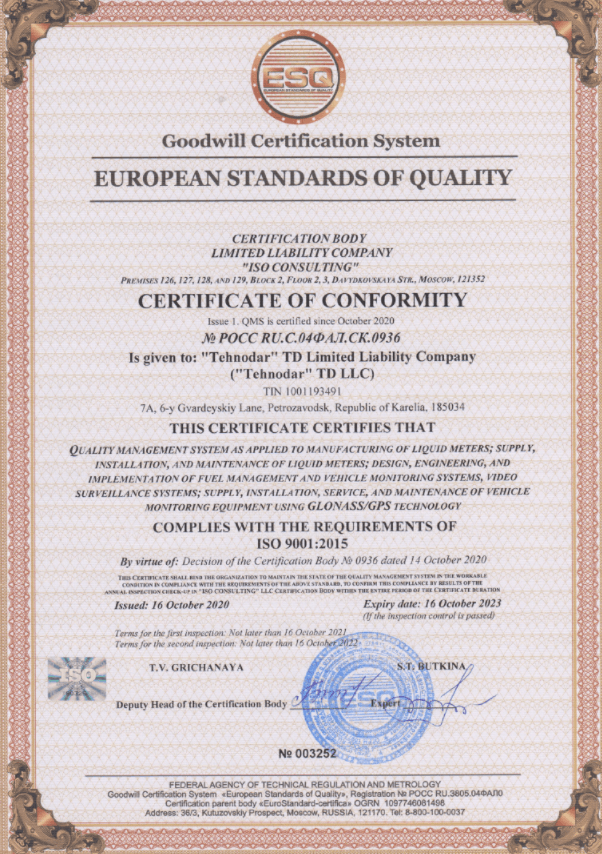 ESQ
EUROPEAN STANDARDS OF QUALITY
Goodwill Certification System
EUROPEAN STANDARDS OF QUALITY
CERTIFICATION BODY
LIMITED LIABILITY COMPANY
"ISO CONSULTING"
PREMISES 126, 127, 128, AND 129, BLOCK 2, FLOOR 2, 3, DAVYDKOVSKAYA STR., MOSCOW, 121352
CERTIFICATE OF CONFORMITY
Issue 1. QMS is certified since October 2020
№ РОСС RU.C.04ФАЛ.СК.0936
Is given to: "Tehnodar" TD Limited Liability Company
("Tehnodar" TD LLC)
TIN 1001193491
7A, 6-y Gvardeyskiy Lane, Petrozavodsk, Republic of Karelia, 185034
THIS CERTIFICATE CERTIFIES THAT
QUALITY MANAGEMENT SYSTEM AS APPLIED TO MANUFACTURING OF LIQUID METERS; SUPPLY,
INSTALLATION, AND MAINTENANCE OF LIQUID METERS; DESIGN, ENGINEERING, AND
IMPLEMENTATION OF FUEL MANAGEMENT AND VEHICLE MONITORING SYSTEMS, VIDEO
SURVEILLANCE SYSTEMS; SUPPLY, INSTALLATION, SERVICE, AND MAINTENANCE OF VEHICLE
MONITORING EQUIPMENT USING GLONASS/GPS TECHNOLOGY
COMPLIES WITH THE REQUIREMENTS OF
ISO 9001:2015
By virtue of: Decision of the Certification Body № 0936 dated 14 October 2020
THIS CERTIFICATE SHALL BIND THE ORGANIZATION TO MAINTAIN THE STATE OF THE QUALITY MANAGEMENT SYSTEM IN THE WORKABLE
CONDITION IN COMPLIANCE WITH THE REQUIREMENTS OF THE ABOVE STANDARD, TO CONFIRM THIS COMPLIANCE BY RESULTS OF THE
ANNUAL INSPECTION CHECK-UP IN "ISO CONSULTING" LLC CERTIFICATION BODY WITHIN THE ENTIRE PERIOD OF THE CERTIFICATE DURATION
Issued: 16 October 2020 Expiry date: 16 October 2023
(If the inspection control is passed)
Terms for the first inspection: Not later than 16 October 2021
Terms for the second inspection: Not later than 16 October 2022
T.V. GRICHANAYA S.T. BUTKINA
ISO
ESQ
Deputy Head of the Certification Body Expert
№ 003252
FEDERAL AGENCY OF TECHNICAL REGULATION AND METROLOGY
Goodwill Certification System «European Standards of Quality», Registration № РОСС RU.3805.04ФАЛ0
Certification parent body «EuroStandard-certifica» OGRN 1097746081498
Address: 36/3, Kutuzovskiy Prospect, Moscow, RUSSIA, 121170. Tel: 8-800-100-0037